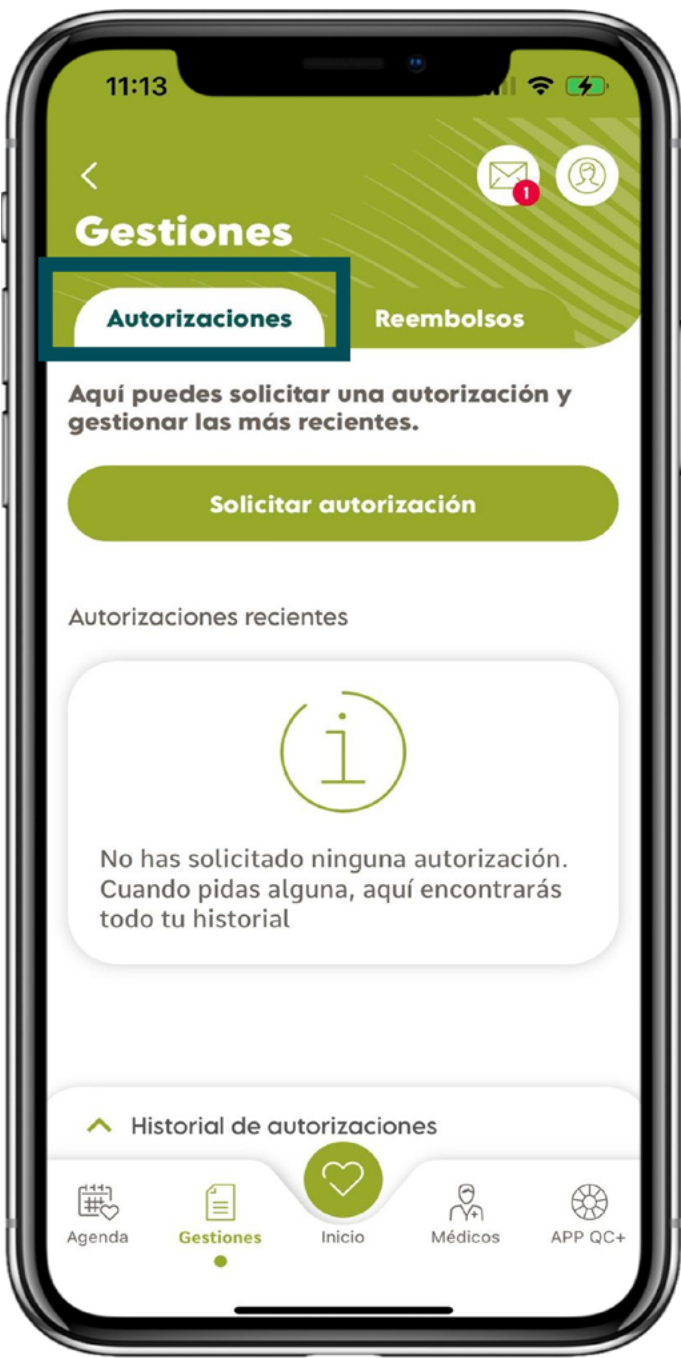 11:13
1
Gestiones
Autorizaciones
Reembolsos
Aquí puedes solicitar una autorización y
gestionar las más recientes.
Solicitar autorización
Autorizaciones recientes
No has solicitado ninguna autorización.
Cuando pidas alguna, aquí encontrarás
todo tu historial
Historial de autorizaciones
Agenda
Gestiones
Inicio
Médicos
APP QC+